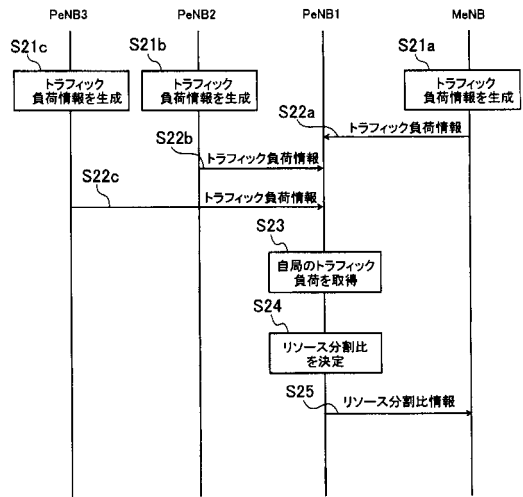 PeNB3
PeNB2
PeNB1
MeNB
S21c
S21b
S21a
トラフィック
負荷情報を生成
トラフィック
負荷情報を生成
トラフィック
負荷情報を生成
S22a
トラフィック負荷情報
S22b
トラフィック負荷情報
S22c
トラフィック負荷情報
S23
自局のトラフィック
負荷を取得
S24
リソース分割比
を決定
S25
リソース分割比情報